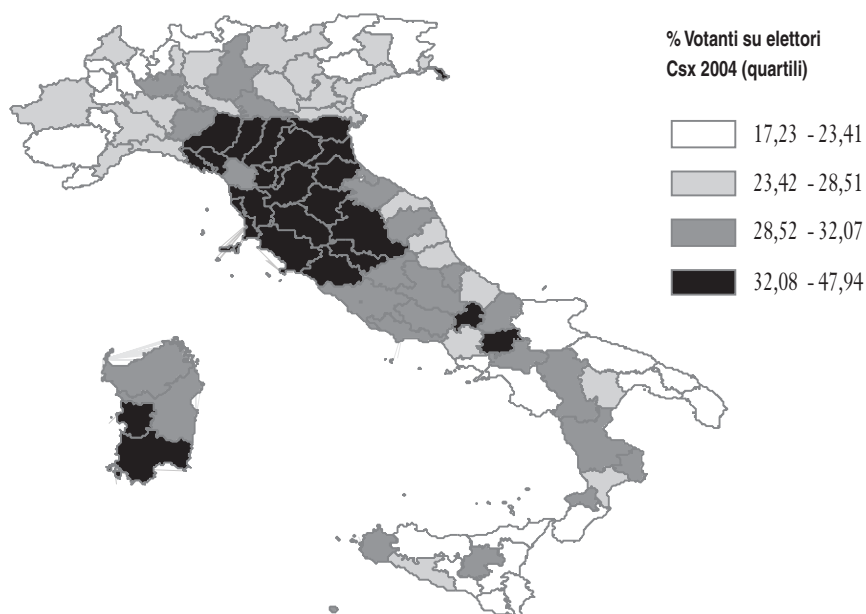 % Votanti su elettori
Csx 2004 (quartili)
17,23 - 23,41
23,42 - 28,51
28,52 - 32,07
32,08 - 47,94